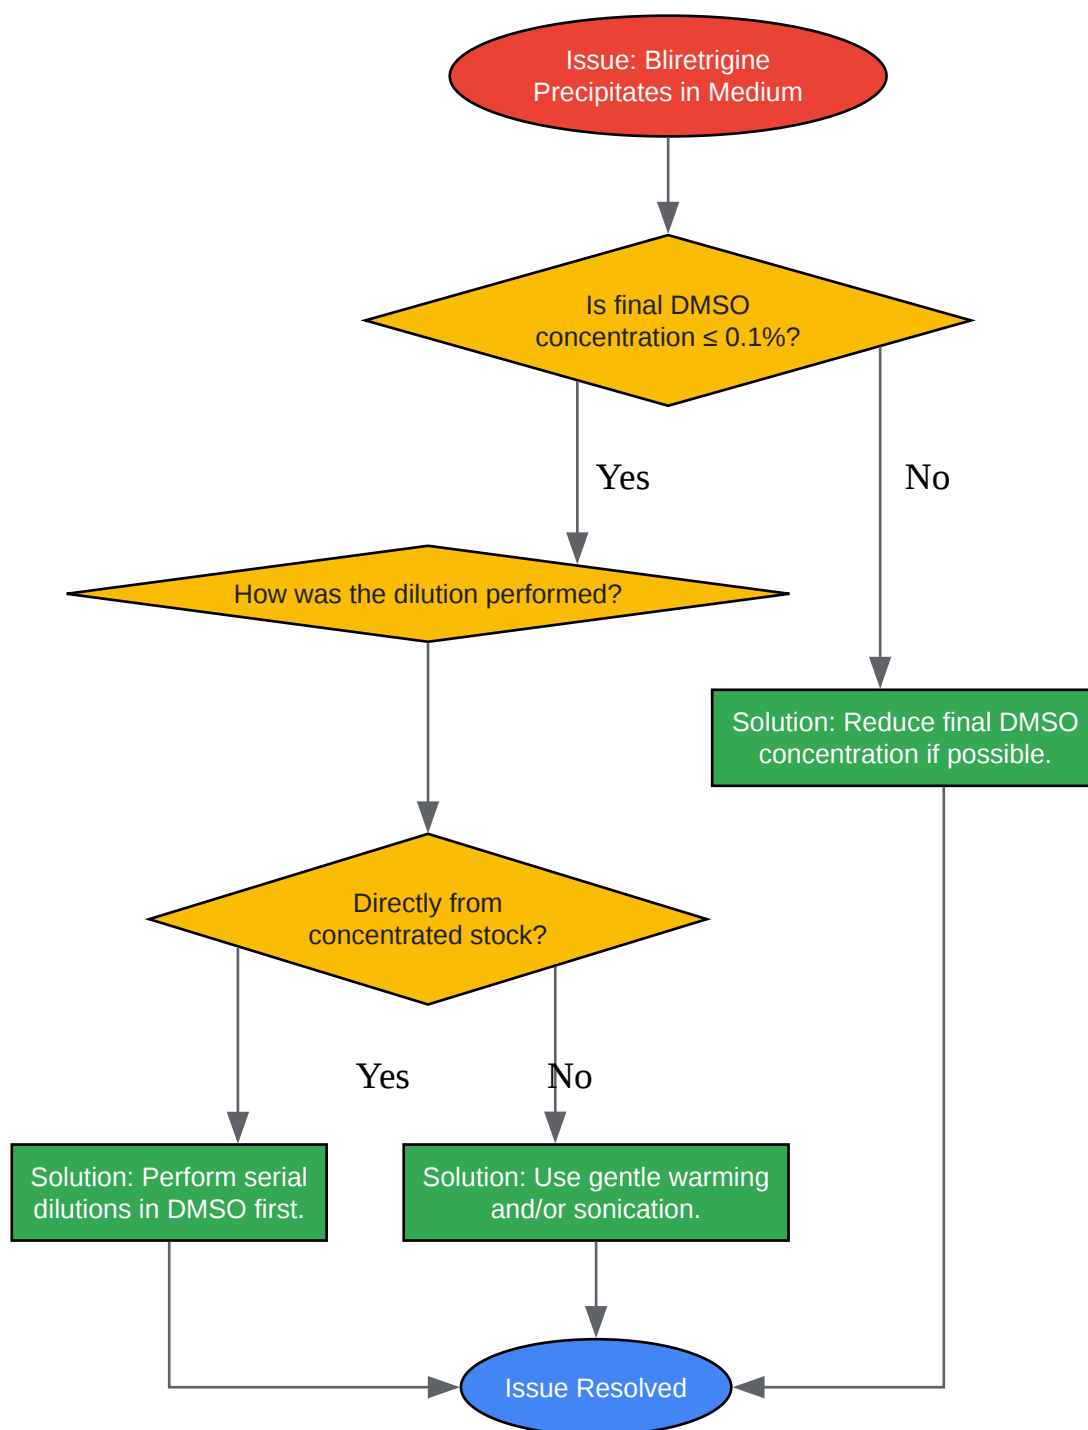 Issue: Bliretrigine
Precipitates in Medium
Is final DMSO
concentration ≤ 0.1%?
Yes
No
How was the dilution performed?
Solution: Reduce final DMSO
concentration if possible.
Directly from
concentrated stock?
Yes
No
Solution: Perform serial
dilutions in DMSO first.
Solution: Use gentle warming
and/or sonication.
Issue Resolved